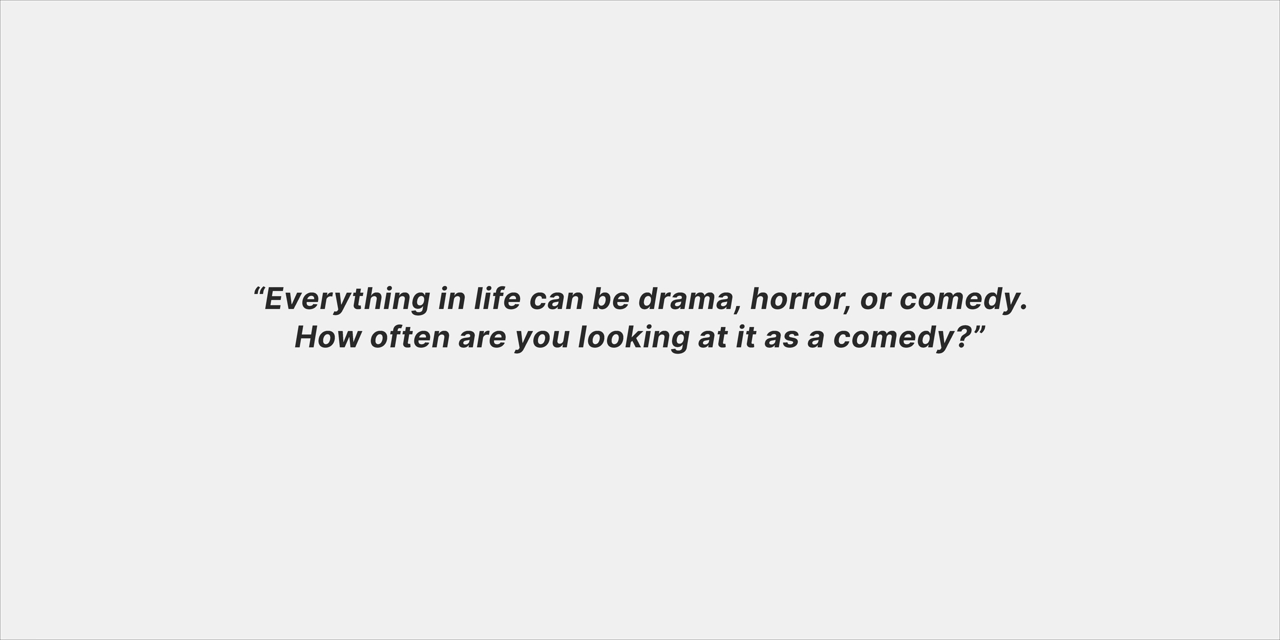 “Everything in life can be drama, horror, or comedy.
How often are you looking at it as a comedy?”